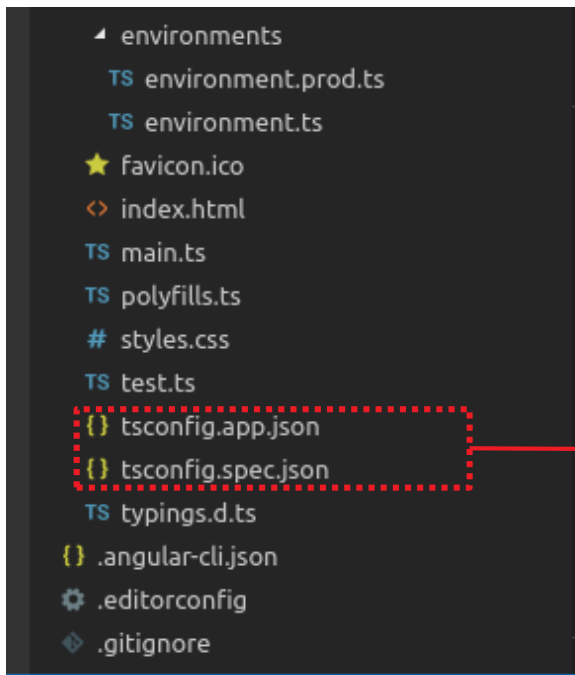 environments
TS environment.prod.ts
TS environment.ts
favicon.ico
<> index.html
TS main.ts
TS polyfills.ts
# styles.css
TS test.ts
{} tsconfig.app.json
{} tsconfig.spec.json
TS typings.d.ts
{} .angular-cli.json
.editorconfig
.gitignore